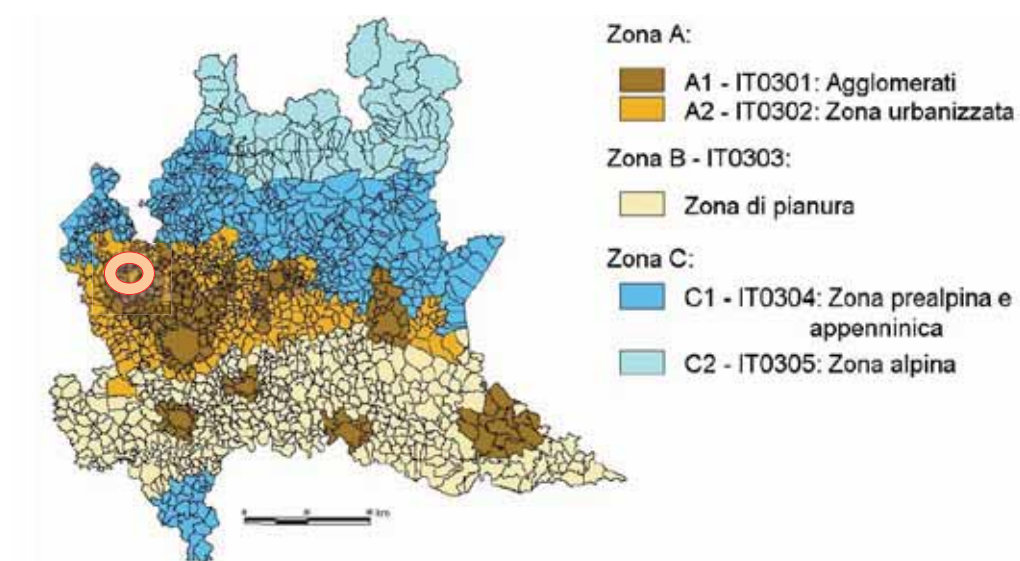 Zona A:
A1 - IT0301: Agglomerati
A2 - IT0302: Zona urbanizzata
Zona B - IT0303:
Zona di pianura
Zona C:
C1 - IT0304: Zona prealpina e
appenninica
C2 - IT0305: Zona alpina
km